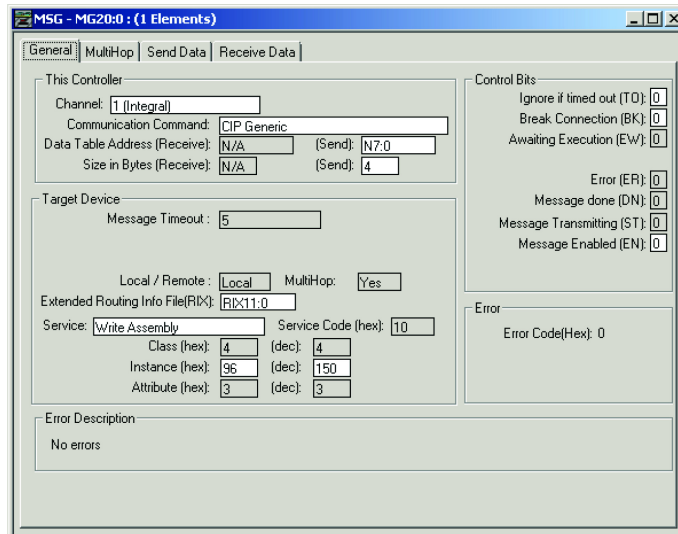 MSG - MG20:0 : (1 Elements)
General MultiHop Send Data Receive Data
This Controller
Channel: 1 (Integral)
Communication Command: CIP Generic
Data Table Address (Receive): N/A (Send): N7:0
Size in Bytes (Receive): N/A (Send): 4
Target Device
Message Timeout : 5
Local / Remote : Local MultiHop: Yes
Extended Routing Info File(RIX): RIX11:0
Service: Write Assembly Service Code (hex): 10
Class (hex): 4 (dec): 4
Instance (hex): 96 (dec): 150
Attribute (hex): 3 (dec): 3
Control Bits
Ignore if timed out (TO): 0
Break Connection (BK): 0
Awaiting Execution (EW): 0
Error (ER): 0
Message done (DN): 0
Message Transmitting (ST): 0
Message Enabled (EN): 0
Error
Error Code(Hex): 0
Error Description
No errors